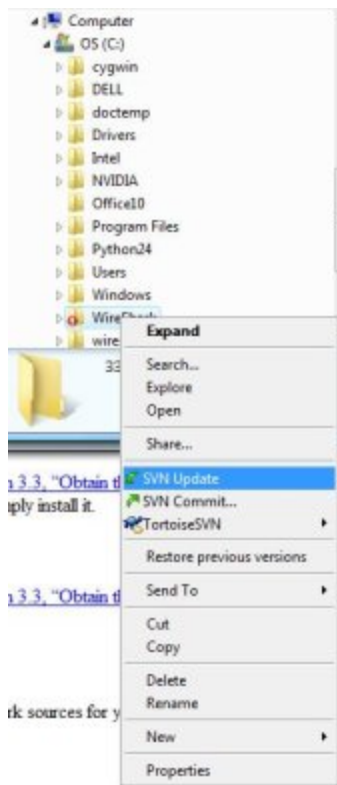 Computer
OS (C:)
cygwin
DELL
doctemp
Drivers
Intel
NVIDIA
Office10
Program Files
Python24
Users
Windows
WireShark
wire
33
Expand
Search...
Explore
Open
Share...
n 3.3, "Obtain t
SVN Update
ply install it.
SVN Commit...
TortoiseSVN
Restore previous versions
n 3.3, "Obtain t
Send To
Cut
Copy
Delete
Rename
rk sources for y
New
Properties